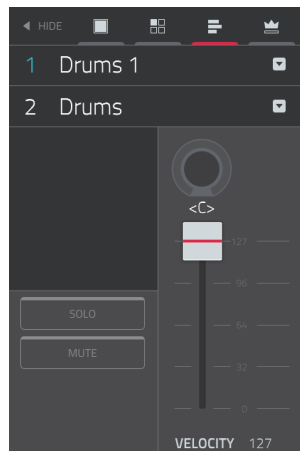 HIDE
1 Drums 1
2 Drums
<C>
127
96
64
32
0
SOLO
MUTE
VELOCITY 127